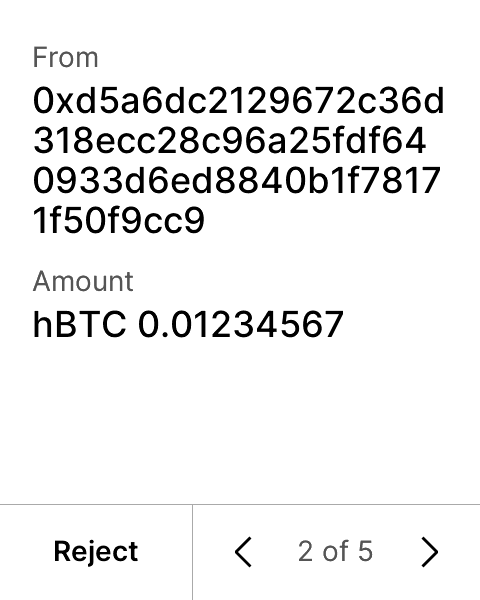 From
0xd5a6dc2129672c36d
318ecc28c96a25fdf64
0933d6ed8840b1f7817
1f50f9cc9
Amount
hBTC 0.01234567
Reject
2 of 5